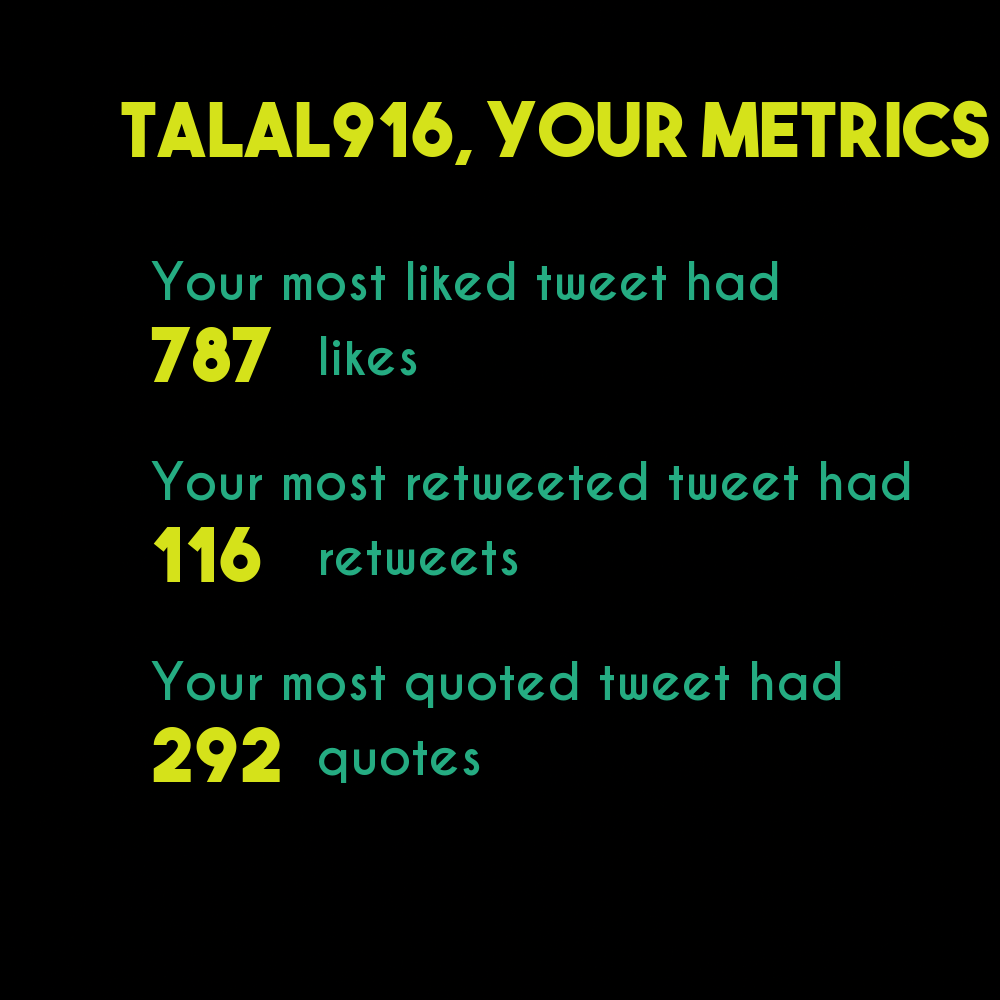 TALAL916, YOUR METRICS
Your most liked tweet had
787 likes
Your most retweeted tweet had
116 retweets
Your most quoted tweet had
292 quotes